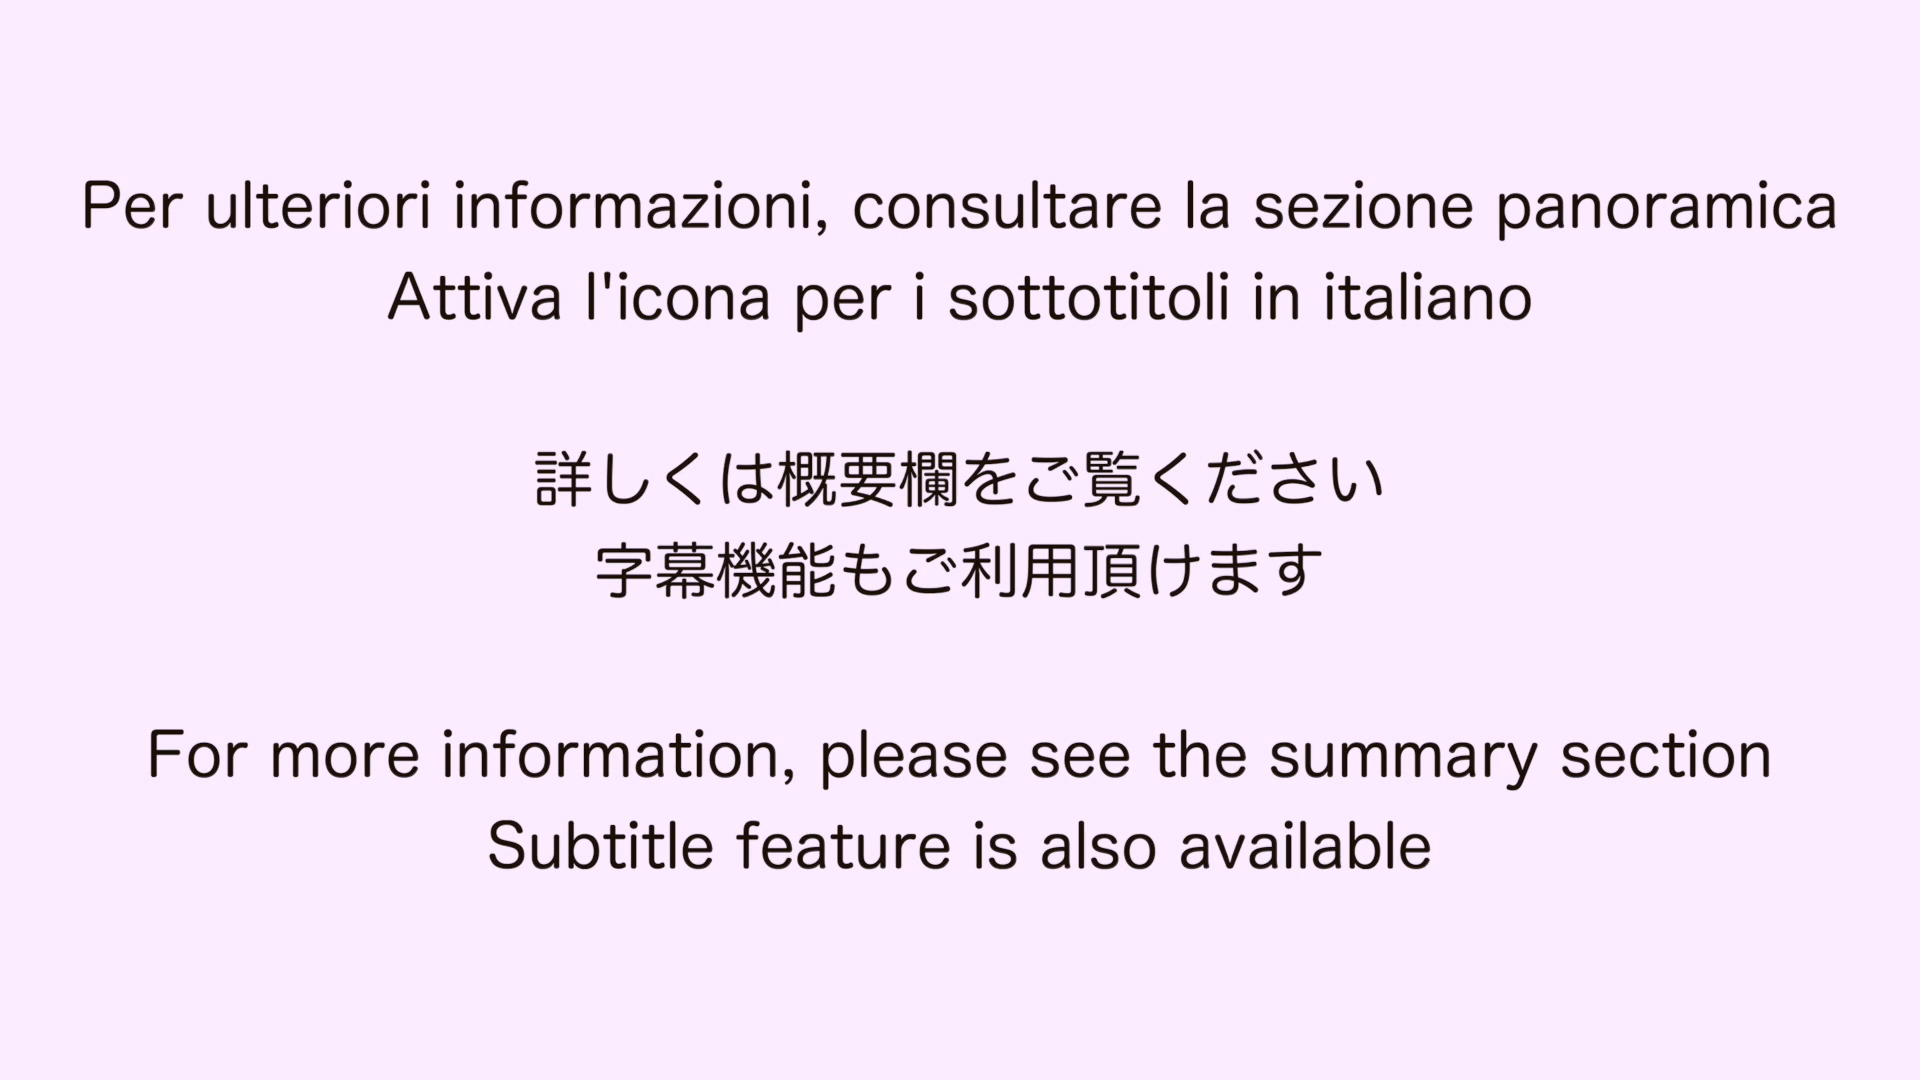 Per ulteriori informazioni, consultare la sezione panoramica
Attiva l'icona per i sottotitoli in italiano
詳しくは概要欄をご覧ください
字幕機能もご利用頂けます
For more information, please see the summary section
Subtitle feature is also available